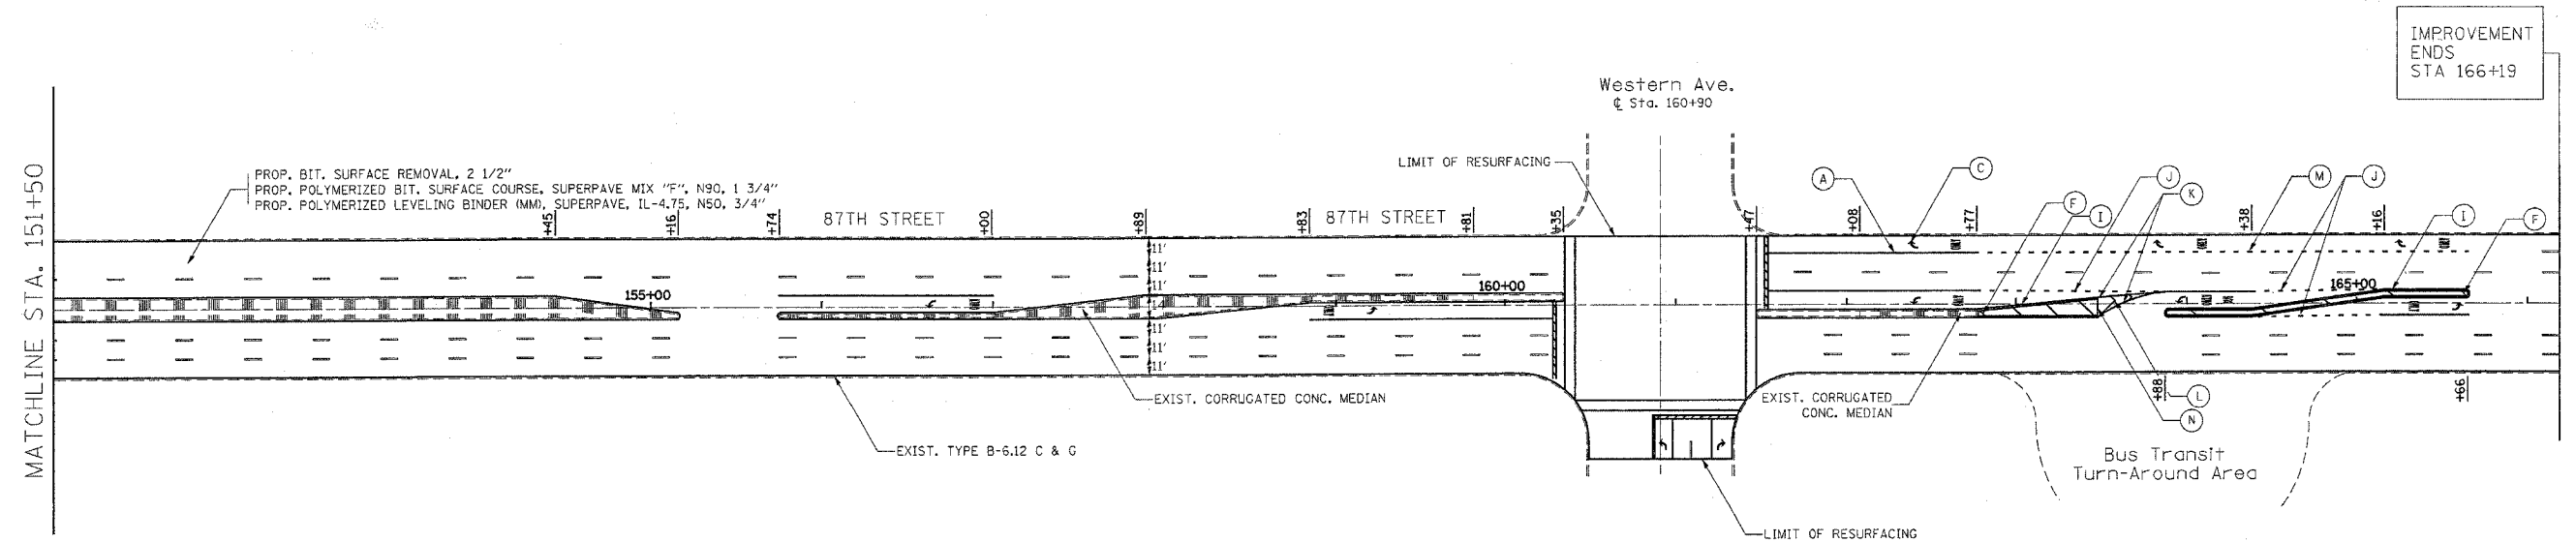 IMPROVEMENT
ENDS
STA 166+19
Western Ave.
℄ Sta. 160+90
MATCHLINE STA. 151+50
LIMIT OF RESURFACING
PROP. BIT. SURFACE REMOVAL, 2 1/2"
PROP. POLYMERIZED BIT. SURFACE COURSE, SUPERPAVE MIX "F", N90, 1 3/4"
PROP. POLYMERIZED LEVELING BINDER (MM), SUPERPAVE, IL-4.75, N50, 3/4"
A
C
F
I
J
K
M
J
I
F
+45
+16
+74
87TH STREET
+00
+89
+83
87TH STREET
+81
+35
+47
+08
+77
+38
+16
11'
11'
11'
155+00
160+00
165+00
11'
11'
11'
EXIST. CORRUGATED CONC. MEDIAN
EXIST. CORRUGATED
CONC. MEDIAN
+88
L
N
+66
EXIST. TYPE B-6.12 C & G
Bus Transit
Turn-Around Area
LIMIT OF RESURFACING